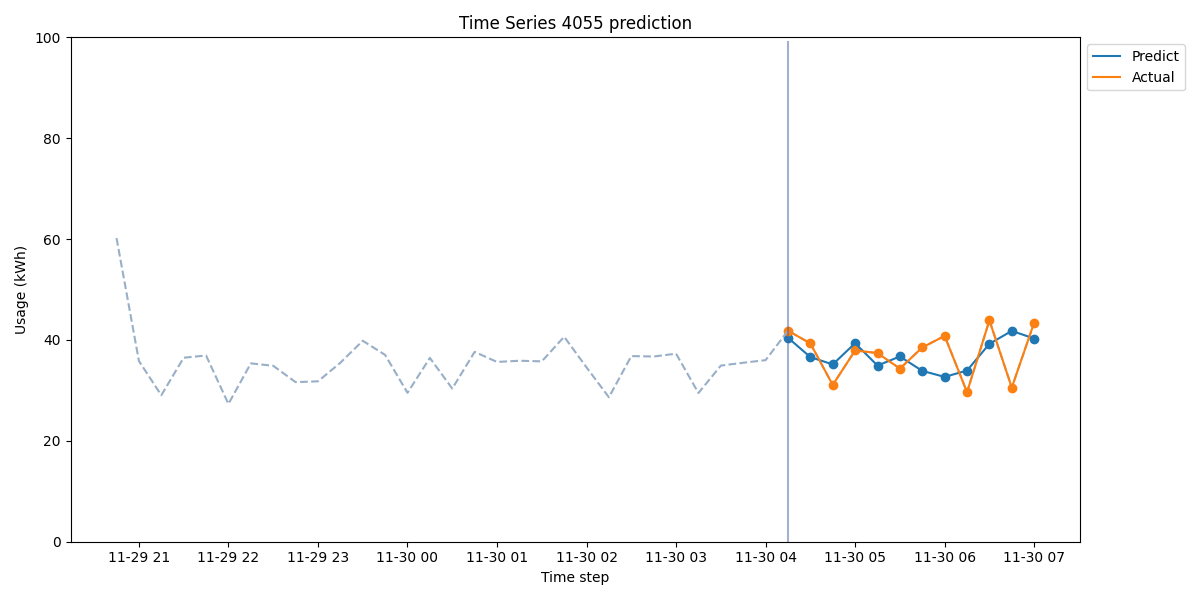 Time Series 4055 prediction
Predict
Actual
Usage (kWh)
100
80
60
40
20
0
11-29 21 11-29 22 11-29 23 11-30 00 11-30 01 11-30 02 11-30 03 11-30 04 11-30 05 11-30 06 11-30 07
Time step